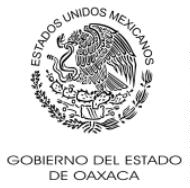 ESTADOS UNIDOS MEXICANOS
GOBIERNO DEL ESTADO
DE OAXACA